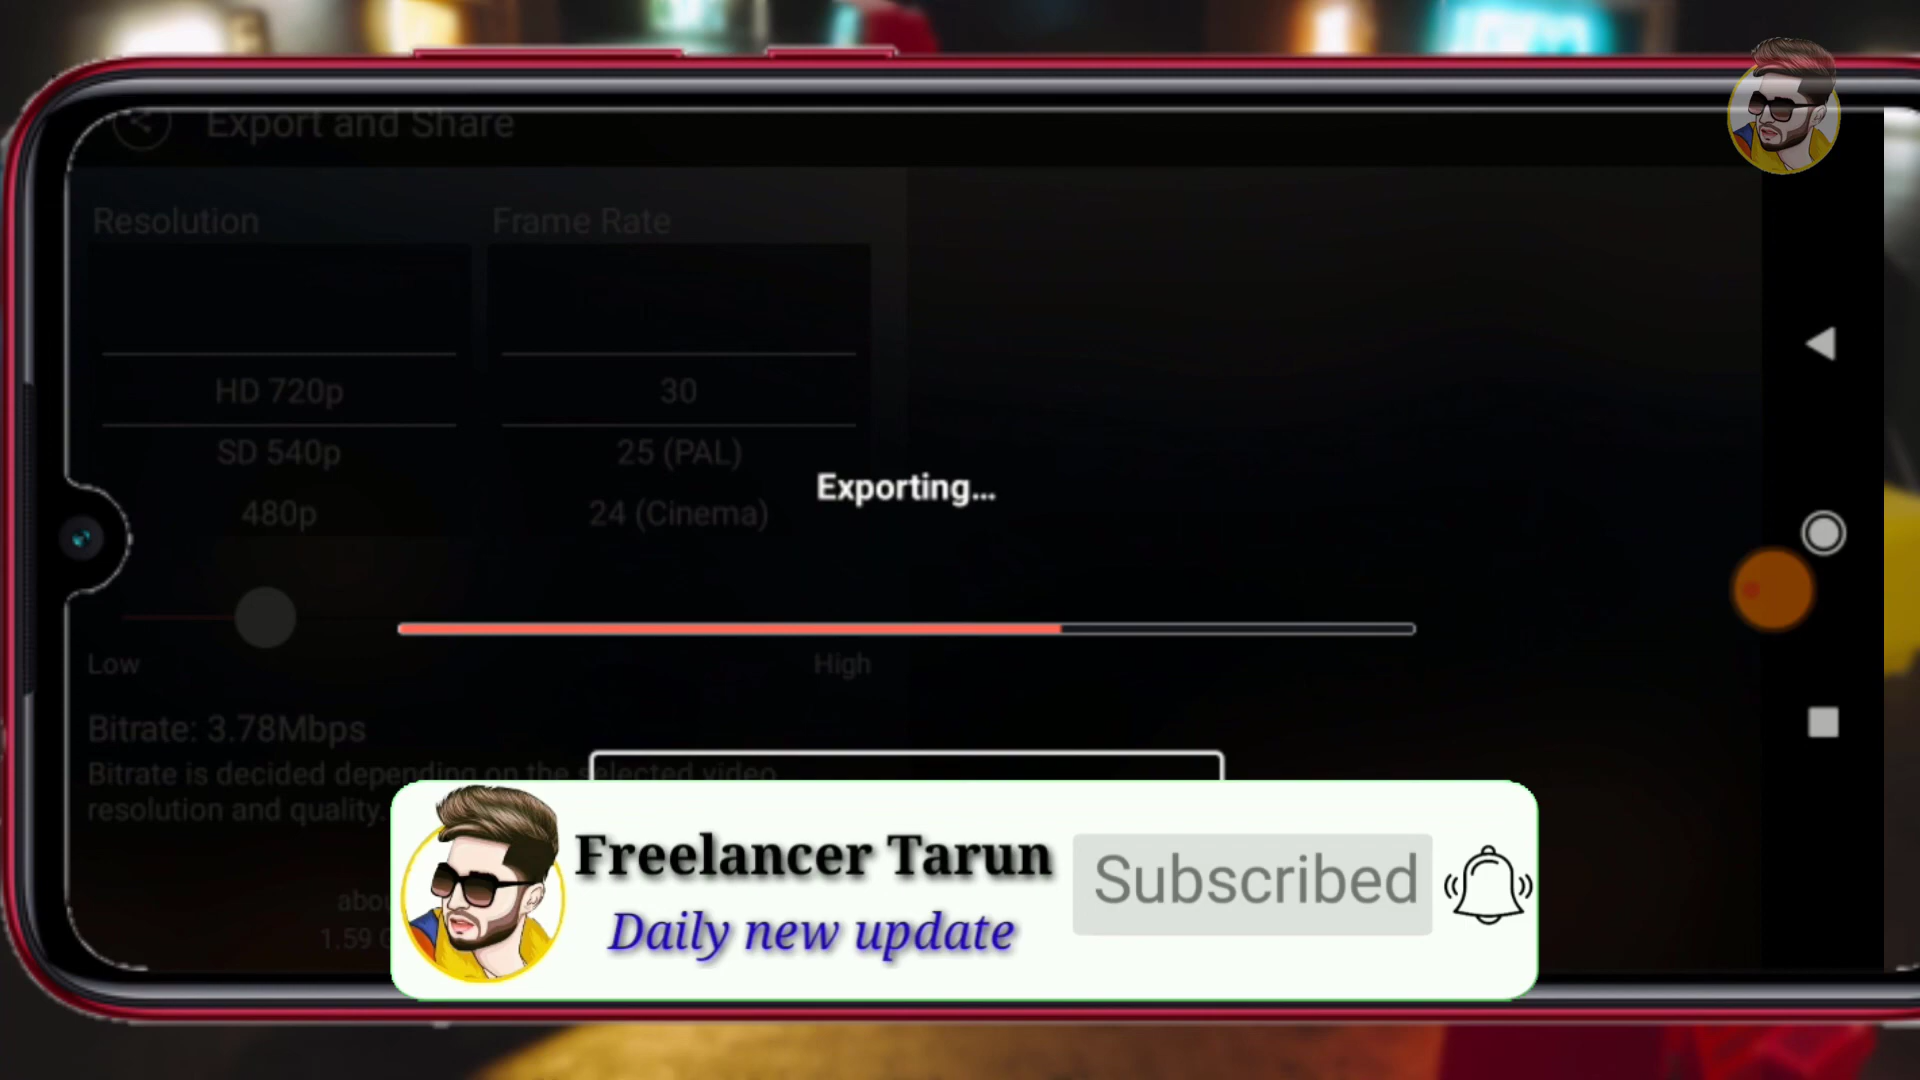 Export and Share
Resolution
Frame Rate
HD 720p
30
SD 540p
25 (PAL)
480p
24 (Cinema)
Exporting...
Low
High
Bitrate: 3.78Mbps
Bitrate is decided depending on the selected video
resolution and quality.
1.59
Freelancer Tarun
Daily new update
Subscribed